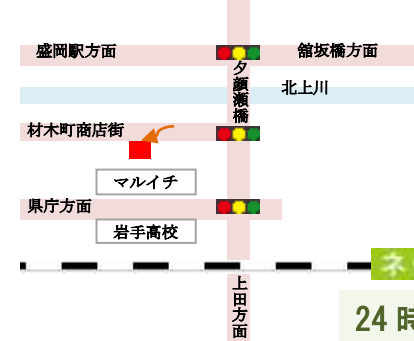 盛岡駅方面
舘坂橋方面
夕顔瀬橋
北上川
材木町商店街
マルイチ
県庁方面
岩手高校
ネ
上田方面
24 時